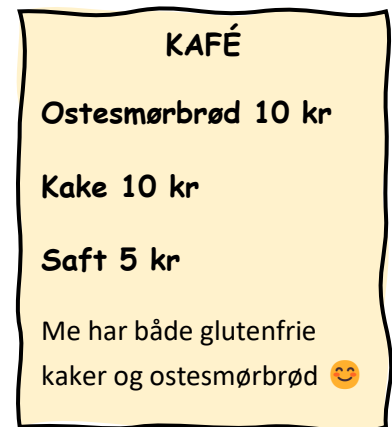 KAFÉ
Ostesmørbrød 10 kr
Kake 10 kr
Saft 5 kr
Me har både glutenfrie
kaker og ostesmørbrød 😊